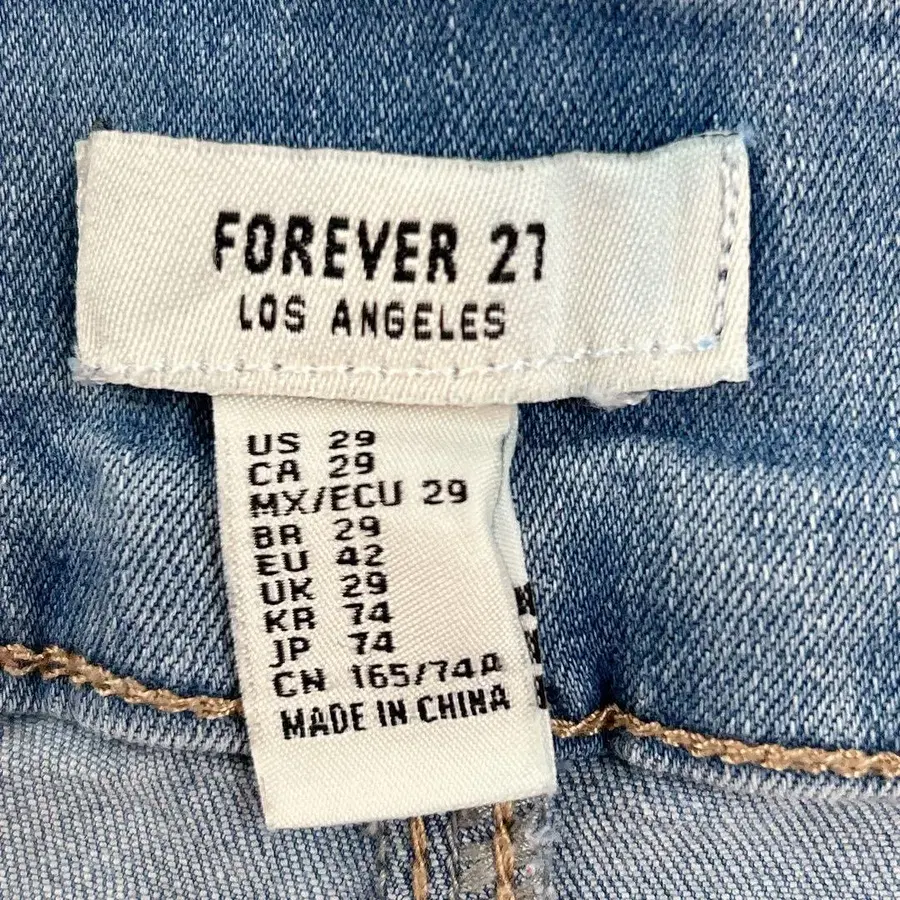 FOREVER 21
LOS ANGELES
US 29
CA 29
MX/ECU 29
BR 29
EU 42
UK 29
KR 74
JP 74
CN 165/74A
MADE IN CHINA